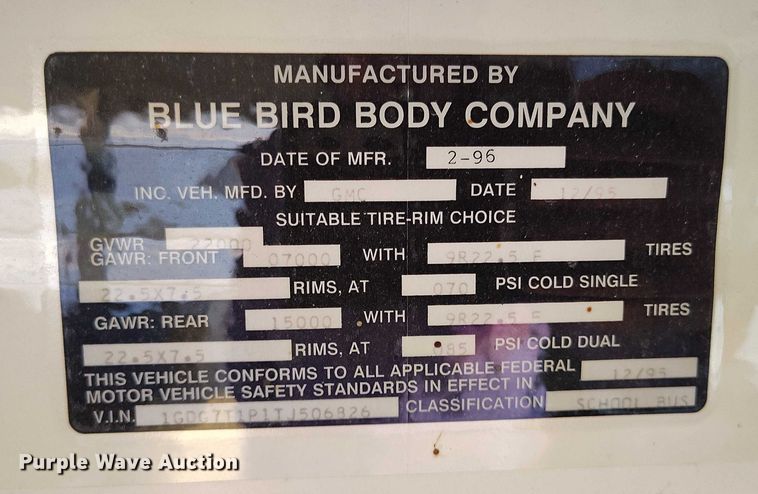 MANUFACTURED BY
BLUE BIRD BODY COMPANY
DATE OF MFR. 2-96
INC. VEH. MFD. BY GMC DATE 12/95
SUITABLE TIRE-RIM CHOICE
GVWR 22000
GAWR: FRONT 07000 WITH 9R22.5 F TIRES
22.5X7.5 RIMS, AT 070 PSI COLD SINGLE
GAWR: REAR 15000 WITH 9R22.5 F TIRES
22.5X7.5 RIMS, AT 085 PSI COLD DUAL
THIS VEHICLE CONFORMS TO ALL APPLICABLE FEDERAL
MOTOR VEHICLE SAFETY STANDARDS IN EFFECT IN 12/95
V.I.N. 1GDG7T1P1TJ506826 CLASSIFICATION SCHOOL BUS
Purple Wave Auction